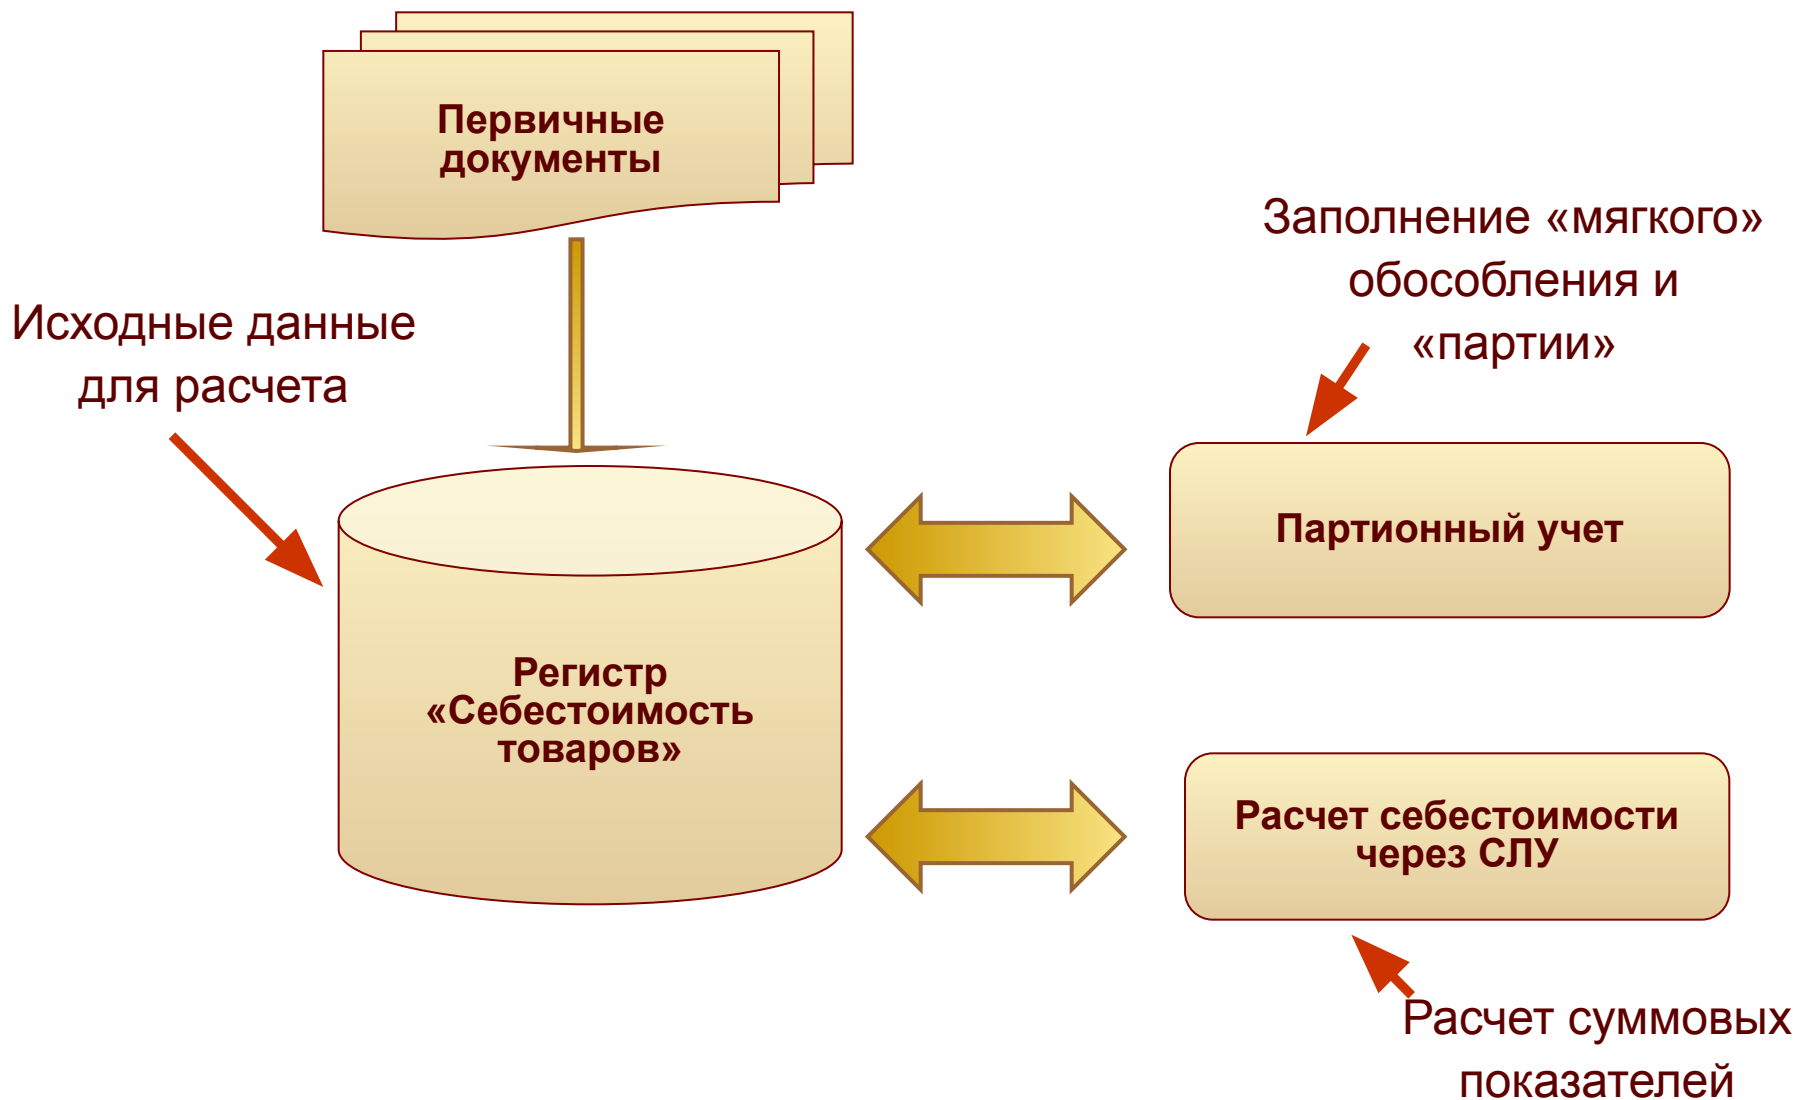 Первичные
документы
Заполнение «мягкого»
обособления и
«партии»
Исходные данные
для расчета
Партионный учет
Регистр
«Себестоимость
товаров»
Расчет себестоимости
через СЛУ
Расчет суммовых
показателей